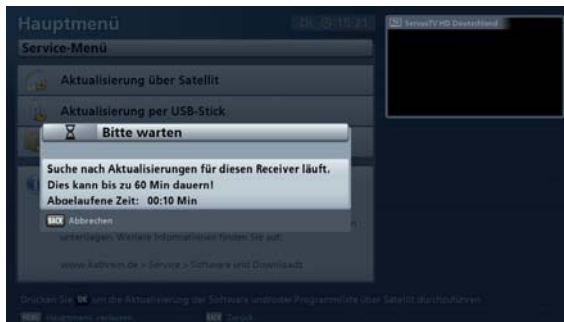 Hauptmenü
Di. 15:21
ServusTV HD Deutschland
Service-Menü
Aktualisierung über Satellit
Aktualisierung per USB-Stick
Bitte warten
Suche nach Aktualisierungen für diesen Receiver läuft.
Dies kann bis zu 60 Min dauern!
Abgelaufene Zeit: 00:10 Min
BACK Abbrechen
unterliegen. Weitere Informationen finden Sie auf:
www.kathrein.de > Service > Software und Downloads
Drücken Sie OK um die Aktualisierung der Software und/oder Programmliste über Satellit durchzuführen
MENU Hauptmenü verlassen BACK Zurück